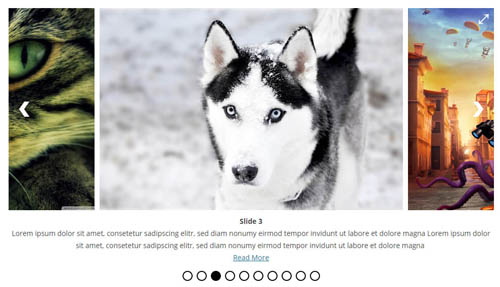 Slide 3
Lorem ipsum dolor sit amet, consetetur sadipscing elitr, sed diam nonumy eirmod tempor invidunt ut labore et dolore magna Lorem ipsum dolor
sit amet, consetetur sadipscing elitr, sed diam nonumy eirmod tempor invidunt ut labore et dolore magna
Read More